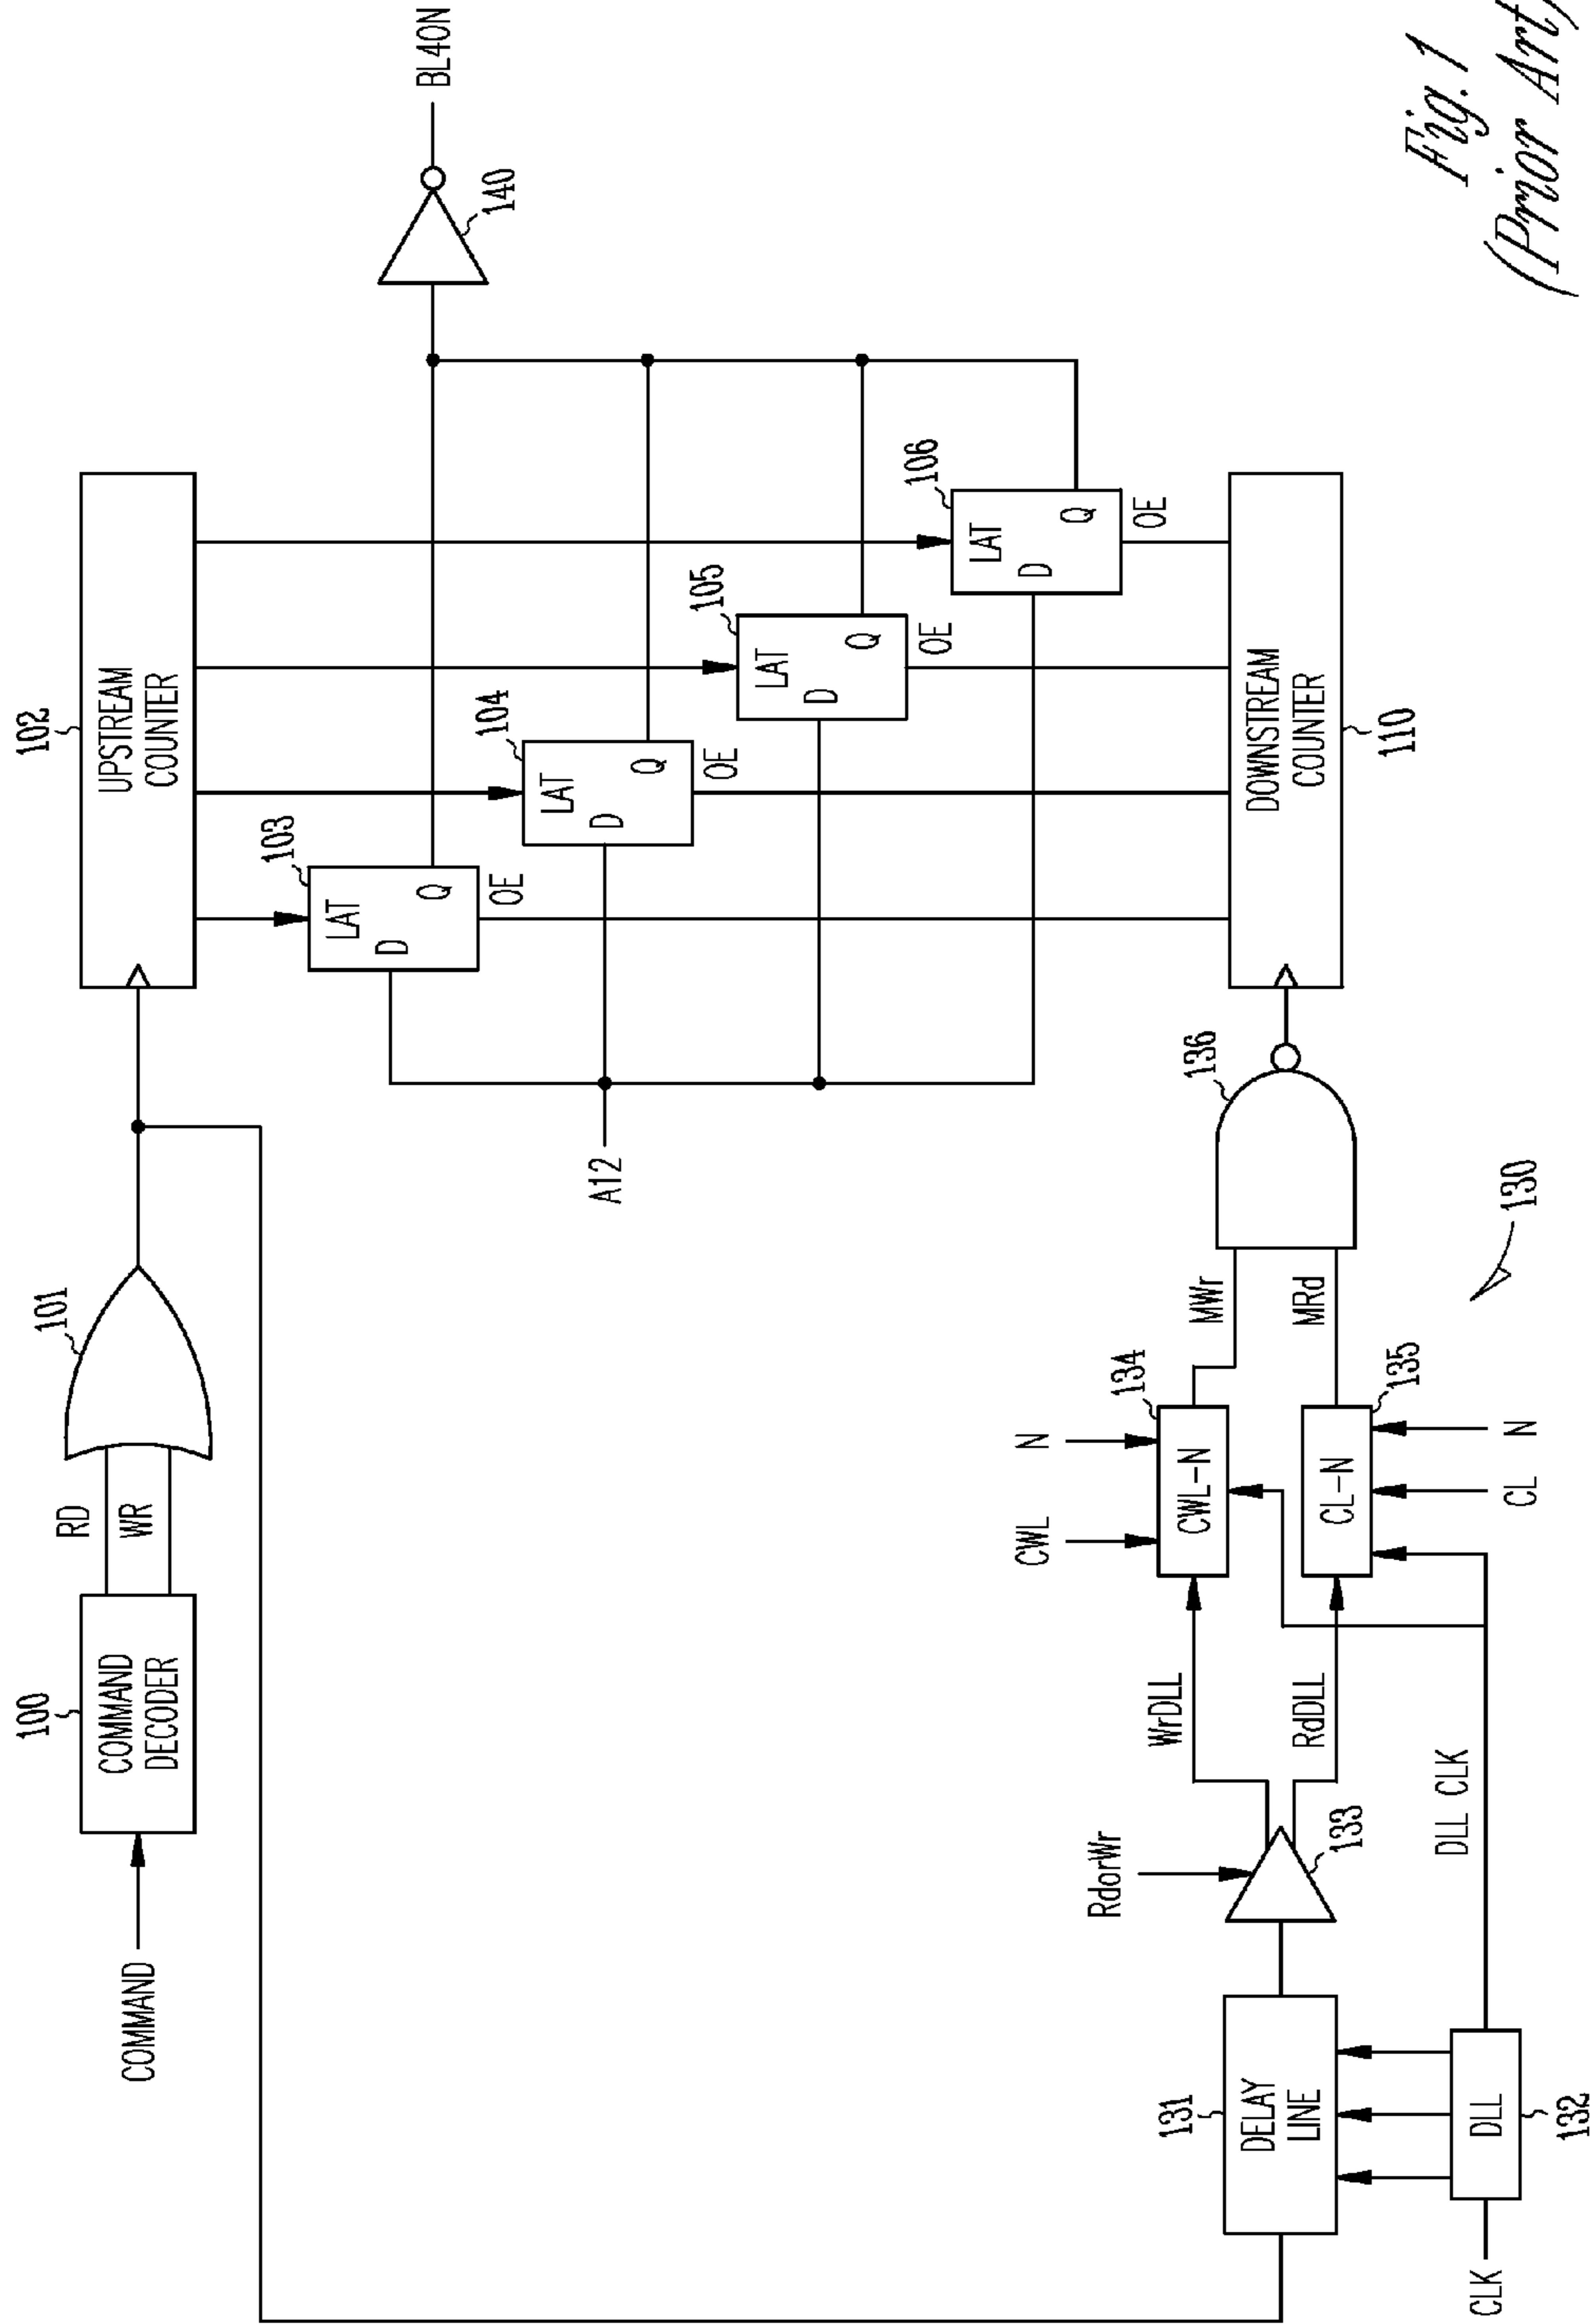 100
COMMAND
COMMAND
DECODER
RD
WR
101
102
UPSTREAM
COUNTER
103
LAT
D
Q
OE
104
LAT
D
Q
OE
105
LAT
D
Q
OE
106
LAT
D
Q
OE
A12
140
BL4ON
131
DELAY
LINE
CLK
DLL
132
DLL CLK
RdorWr
133
WrDLL
RdDLL
CWL
N
134
CWL-N
CL-N
135
CL
N
MWr
MRd
136
130
DOWNSTREAM
COUNTER
110
Fig. 1
(Prior Art)